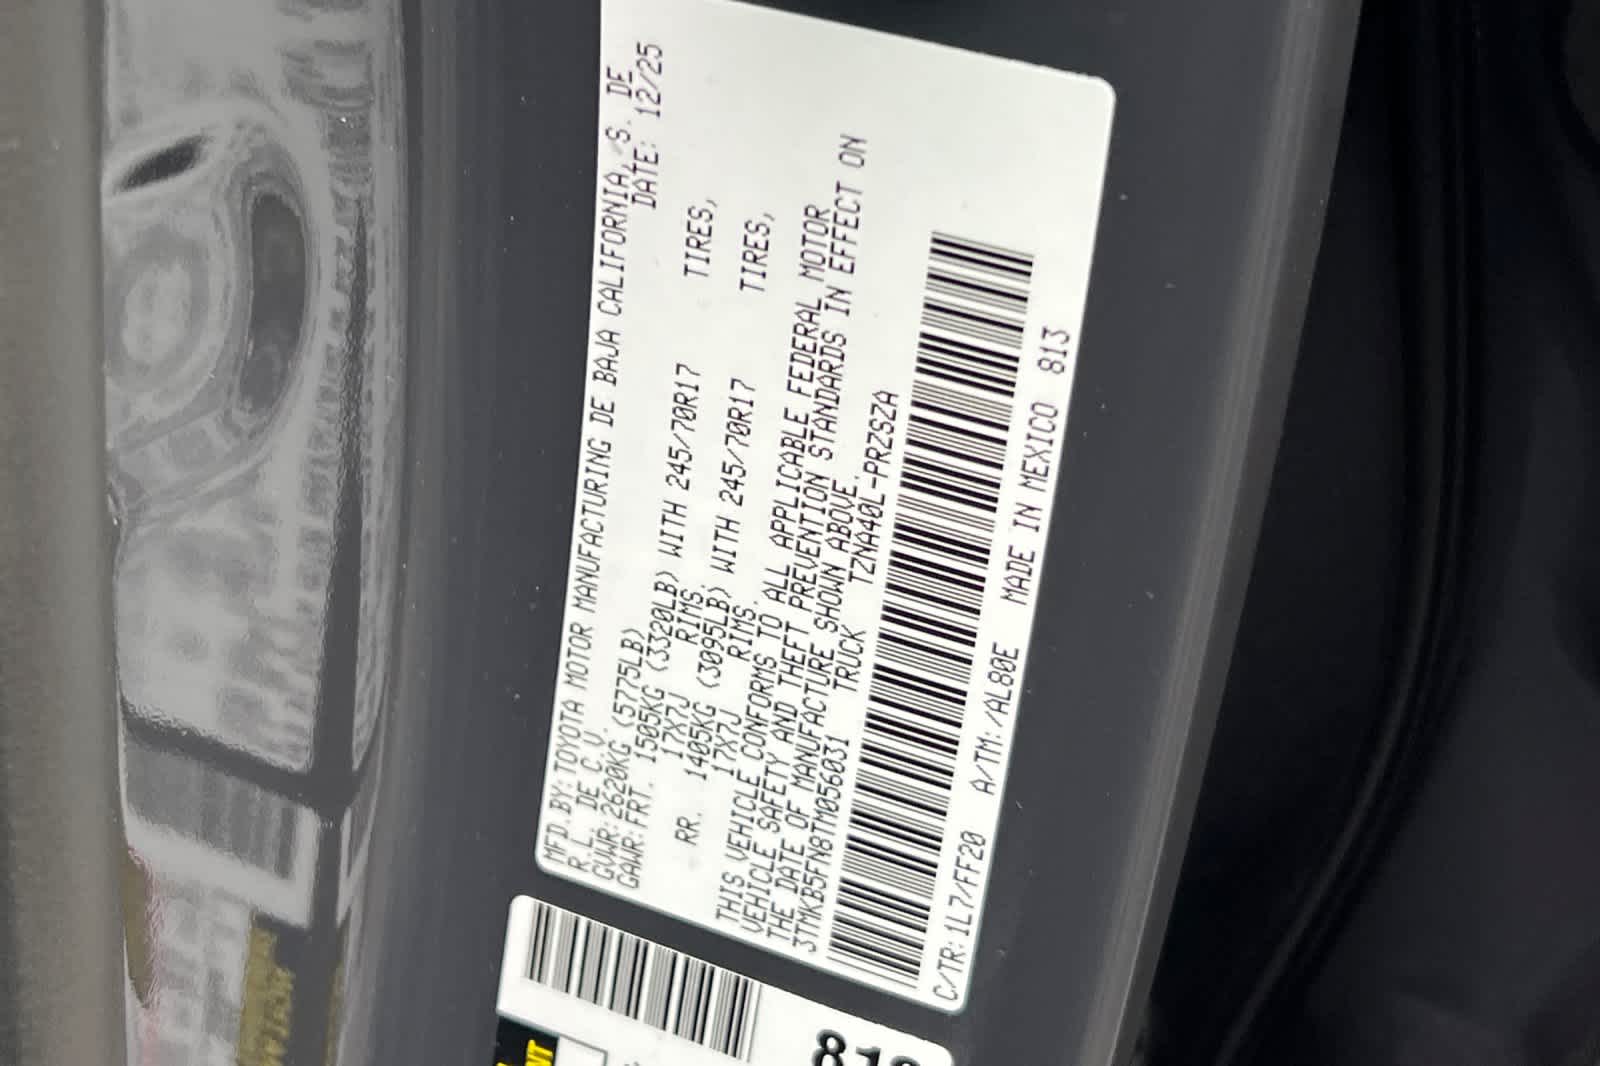 MFD.BY:TOYOTA MOTOR MANUFACTURING DE BAJA CALIFORNIA, S. DE
R.L. DE C.V. DATE: 12/25
GVWR:2620KG (5775LB)
GAWR:FRT. 1505KG (3320LB) WITH 245/70R17 TIRES,
17X7J RIMS.
RR. 1405KG (3095LB) WITH 245/70R17 TIRES,
17X7J RIMS.
THIS VEHICLE CONFORMS TO ALL APPLICABLE FEDERAL MOTOR
VEHICLE SAFETY AND THEFT PREVENTION STANDARDS IN EFFECT ON
THE DATE OF MANUFACTURE SHOWN ABOVE.
3TMKB5FN8TM056031 TRUCK TZNA40L-PRZSZA
C/TR:1L7/FF20 A/TM:/AL80E MADE IN MEXICO 813